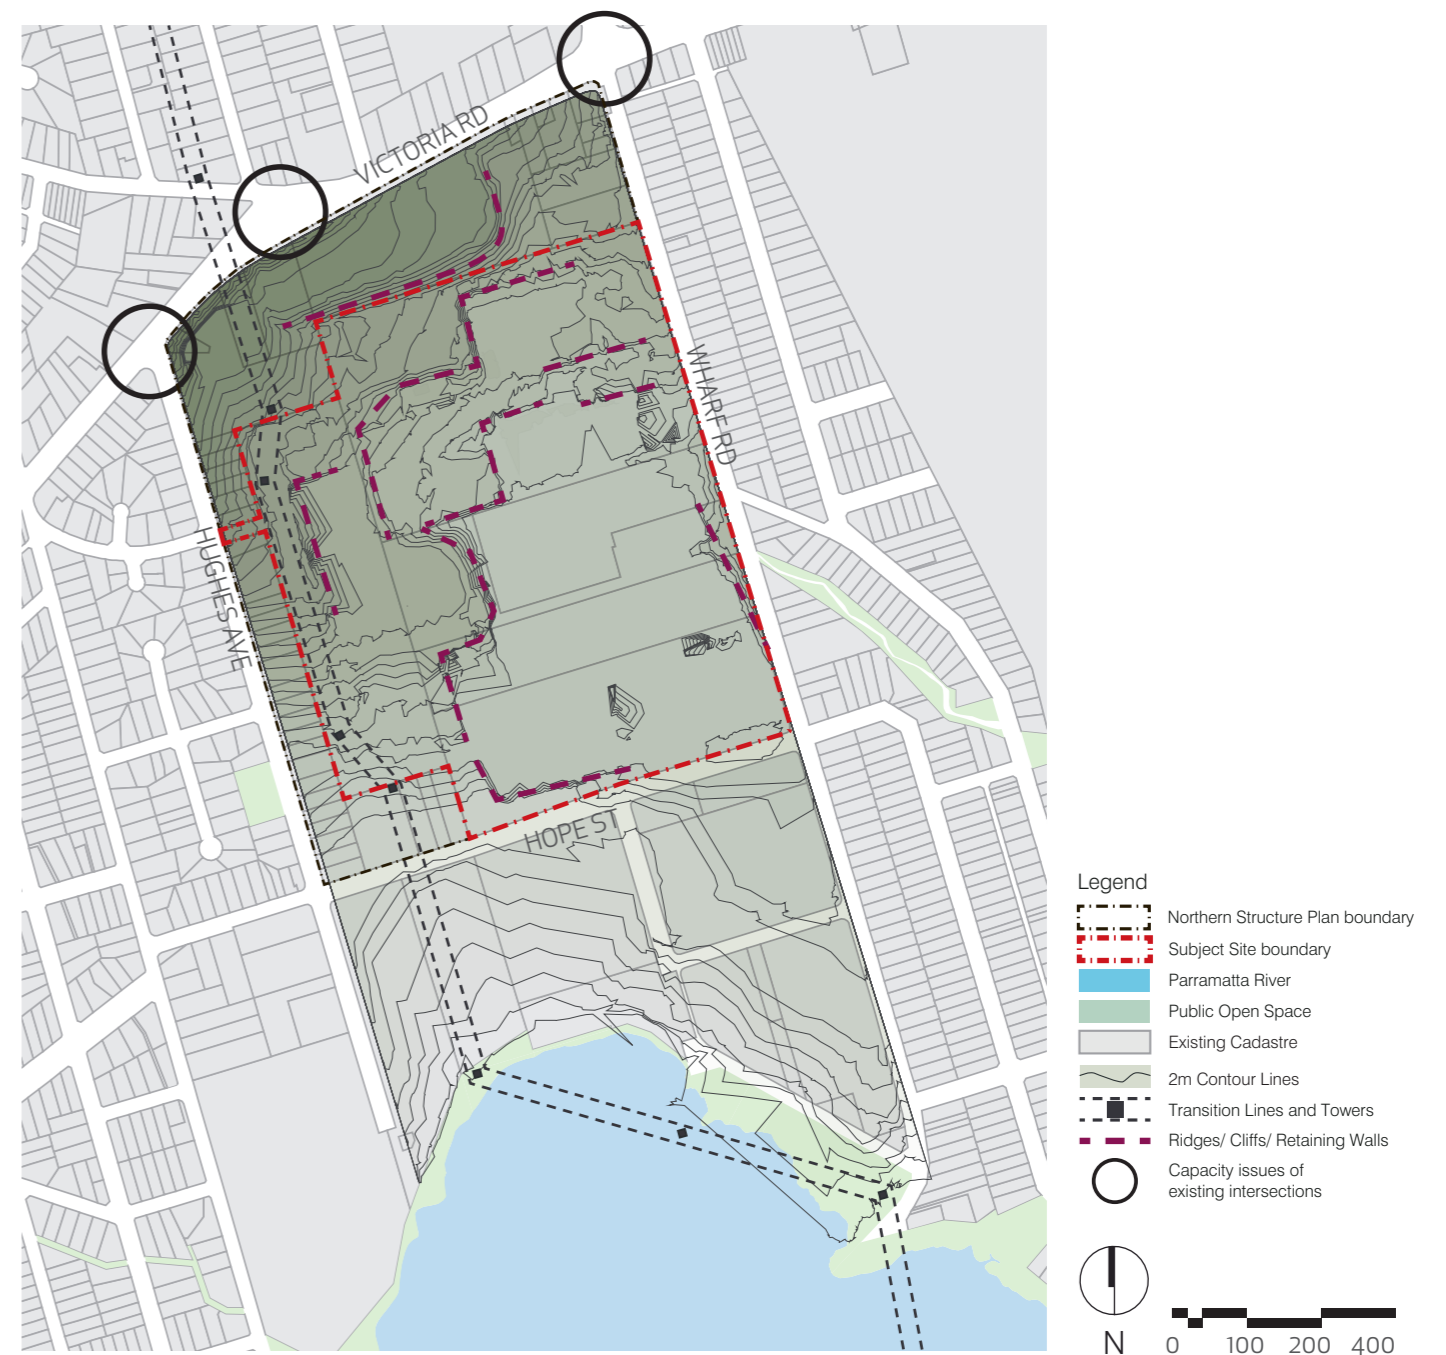 VICTORIA RD
WHARF RD
HUGHES AVE
HOPE ST
Legend
Northern Structure Plan boundary
Subject Site boundary
Parramatta River
Public Open Space
Existing Cadastre
2m Contour Lines
Transition Lines and Towers
Ridges/ Cliffs/ Retaining Walls
Capacity issues of
existing intersections
N
0 100 200 400